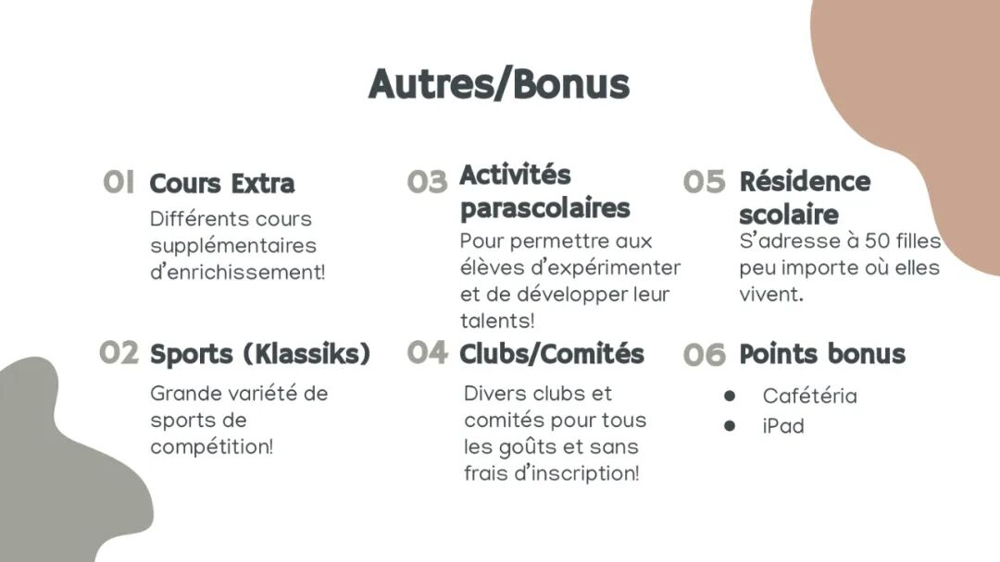 Autres/Bonus
01 Cours Extra
Différents cours
supplémentaires
d'enrichissement!
02 Sports (Klassiks)
Grande variété de
sports de
compétition!
03 Activités
parascolaires
Pour permettre aux
élèves d'expérimenter
et de développer leur
talents!
04 Clubs/Comités
Divers clubs et
comités pour tous
les goûts et sans
frais d'inscription!
05 Résidence
scolaire
S'adresse à 50 filles
peu importe où elles
vivent.
06 Points bonus
● Cafétéria
● iPad